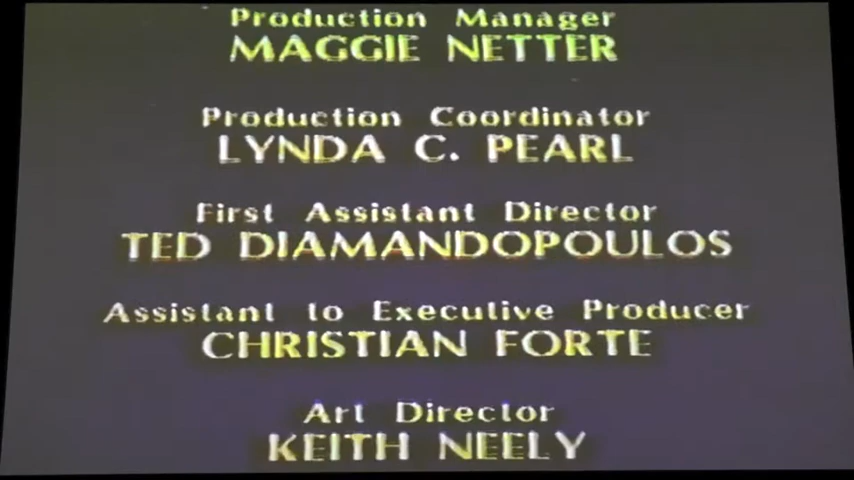 Production Manager
MAGGIE NETTER
Production Coordinator
LYNDA C. PEARL
First Assistant Director
TED DIAMANDOPOULOS
Assistant to Executive Producer
CHRISTIAN FORTE
Art Director
KEITH NEELY